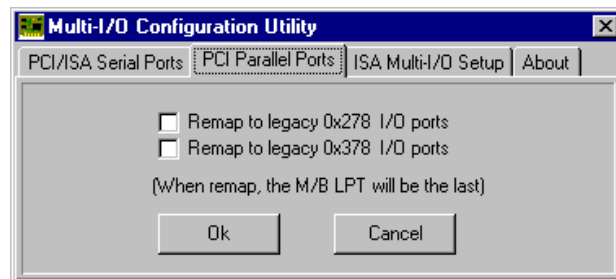 Multi-I/O Configuration Utility
PCI/ISA Serial Ports PCI Parallel Ports ISA Multi-I/O Setup About
Remap to legacy 0x278 I/O ports
Remap to legacy 0x378 I/O ports
(When remap, the M/B LPT will be the last)
Ok Cancel